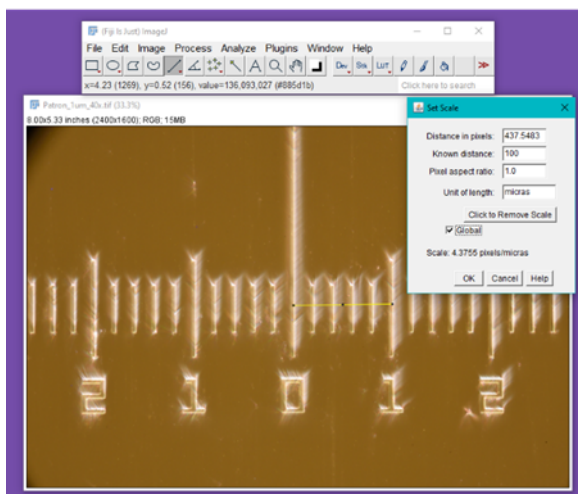 (Fiji Is Just) ImageJ
File Edit Image Process Analyze Plugins Window Help
Dev Stk LUT
x=4.23 (1269), y=0.52 (156), value=136,093,027 (#885d1b)
Click here to search
Patron_1um_40x.tif (33.3%)
8.00x5.33 inches (2400x1600); RGB; 15MB
Set Scale
Distance in pixels: 437.5483
Known distance: 100
Pixel aspect ratio: 1.0
Unit of length: micras
Click to Remove Scale
Global
Scale: 4.3755 pixels/micras
OK Cancel Help
2 1 0 1 2